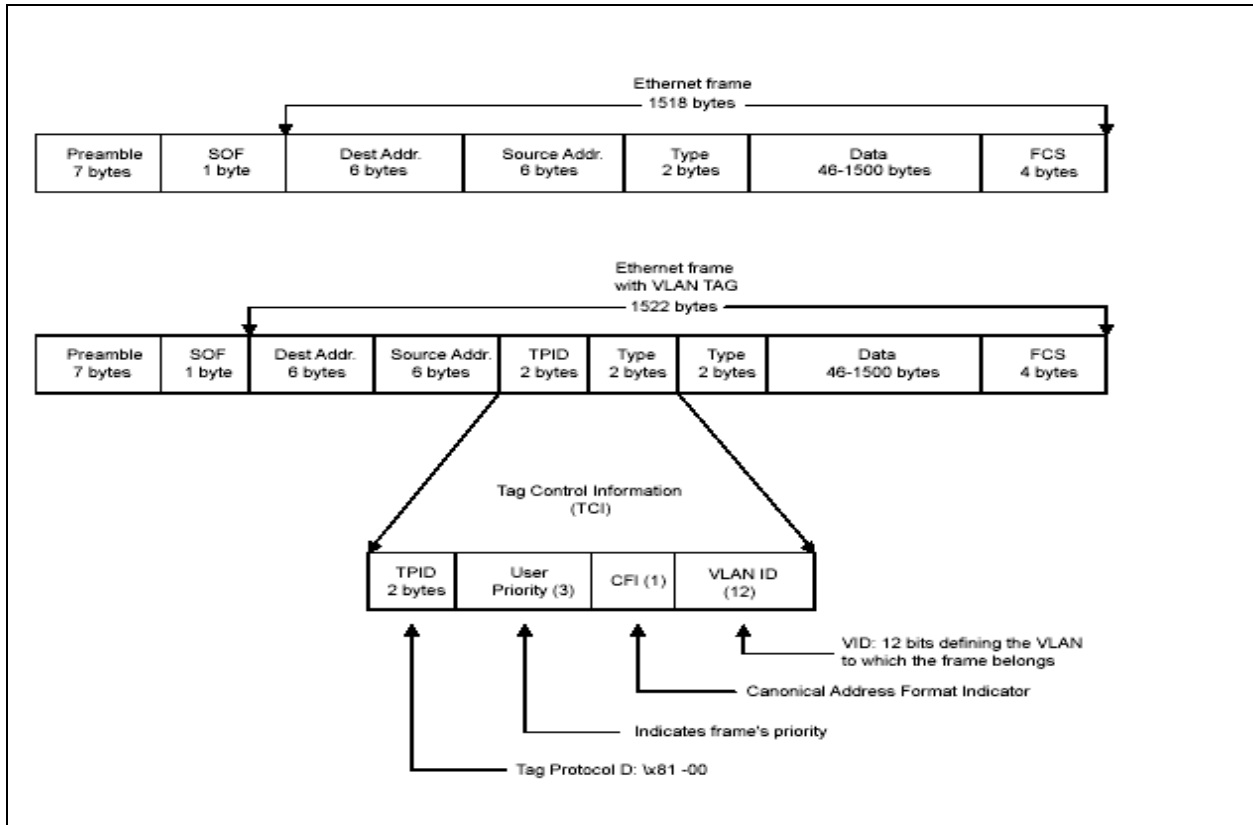 Ethernet frame
1518 bytes
Preamble
7 bytes
SOF
1 byte
Dest Addr.
6 bytes
Source Addr.
6 bytes
Type
2 bytes
Data
46-1500 bytes
FCS
4 bytes
Ethernet frame
with VLAN TAG
1522 bytes
Preamble
7 bytes
SOF
1 byte
Dest Addr.
6 bytes
Source Addr.
6 bytes
TPID
2 bytes
Type
2 bytes
Type
2 bytes
Data
46-1500 bytes
FCS
4 bytes
Tag Control Information
(TCI)
TPID
2 bytes
User
Priority (3)
CFI (1)
VLAN ID
(12)
VID: 12 bits defining the VLAN
to which the frame belongs
Canonical Address Format Indicator
Indicates frame's priority
Tag Protocol D: \x81 -00